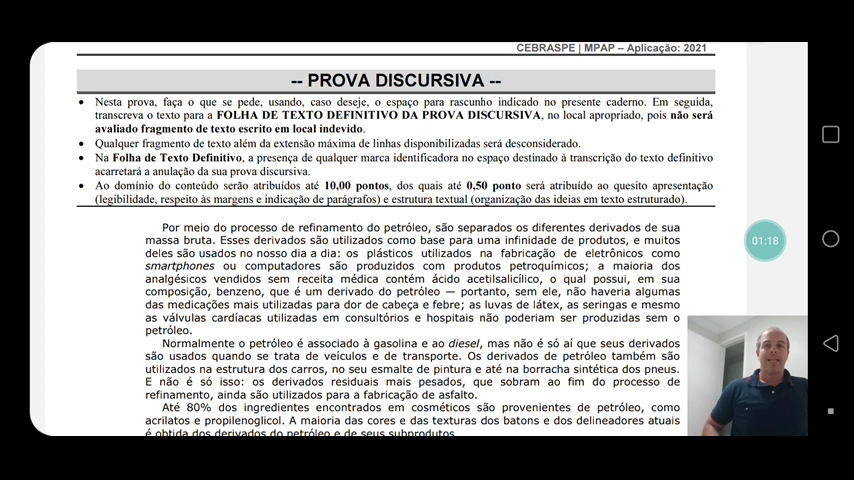 CEBRASPE | MPAP – Aplicação: 2021
-- PROVA DISCURSIVA --
• Nesta prova, faça o que se pede, usando, caso deseje, o espaço para rascunho indicado no presente caderno. Em seguida,
transcreva o texto para a FOLHA DE TEXTO DEFINITIVO DA PROVA DISCURSIVA, no local apropriado, pois não será
avaliado fragmento de texto escrito em local indevido.
• Qualquer fragmento de texto além da extensão máxima de linhas disponibilizadas será desconsiderado.
• Na Folha de Texto Definitivo, a presença de qualquer marca identificadora no espaço destinado à transcrição do texto definitivo
acarretará a anulação da sua prova discursiva.
• Ao domínio do conteúdo serão atribuídos até 10,00 pontos, dos quais até 0,50 ponto será atribuído ao quesito apresentação
(legibilidade, respeito às margens e indicação de parágrafos) e estrutura textual (organização das ideias em texto estruturado).
Por meio do processo de refinamento do petróleo, são separados os diferentes derivados de sua
massa bruta. Esses derivados são utilizados como base para uma infinidade de produtos, e muitos
deles são usados no nosso dia a dia: os plásticos utilizados na fabricação de eletrônicos como
smartphones ou computadores são produzidos com produtos petroquímicos; a maioria dos
analgésicos vendidos sem receita médica contém ácido acetilsalicílico, o qual possui, em sua
composição, benzeno, que é um derivado do petróleo — portanto, sem ele, não haveria algumas
das medicações mais utilizadas para dor de cabeça e febre; as luvas de látex, as seringas e mesmo
as válvulas cardíacas utilizadas em consultórios e hospitais não poderiam ser produzidas sem o
petróleo.
Normalmente o petróleo é associado à gasolina e ao diesel, mas não é só aí que seus derivados
são usados quando se trata de veículos e de transporte. Os derivados de petróleo também são
utilizados na estrutura dos carros, no seu esmalte de pintura e até na borracha sintética dos pneus.
E não é só isso: os derivados residuais mais pesados, que sobram ao fim do processo de
refinamento, ainda são utilizados para a fabricação de asfalto.
Até 80% dos ingredientes encontrados em cosméticos são provenientes de petróleo, como
acrilatos e propilenoglicol. A maioria das cores e das texturas dos batons e dos delineadores atuais
é obtida dos derivados do petróleo e de seus subprodutos.
01:18